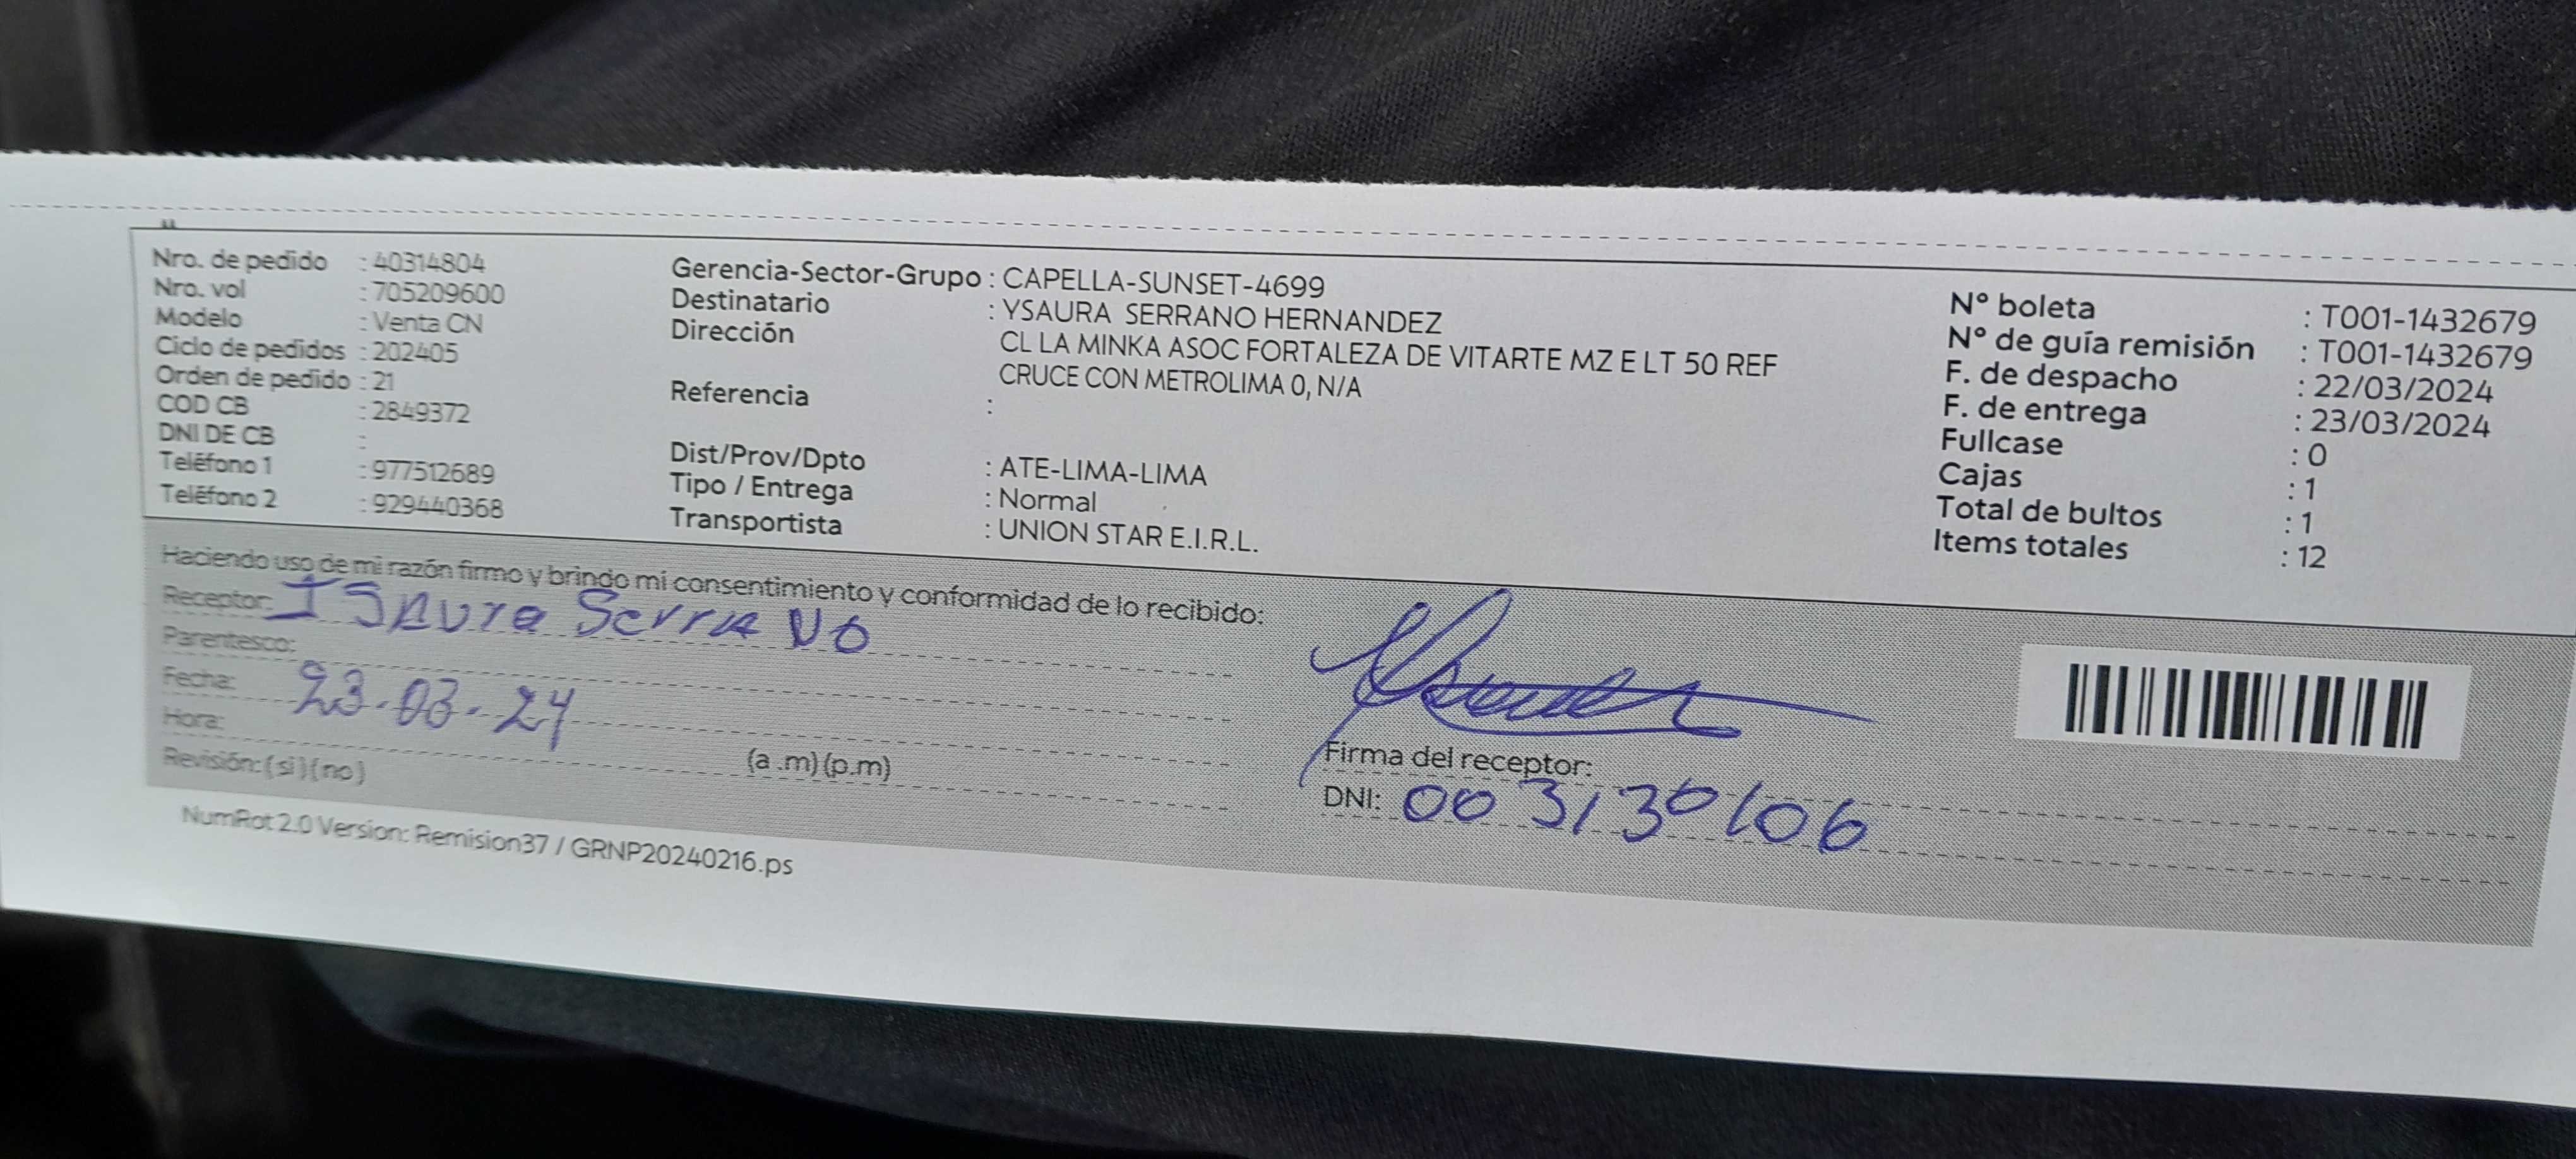 Nro. de pedido : 40314804
Nro. vol : 705209600
Modelo : Venta CN
Ciclo de pedidos : 202405
Orden de pedido : 21
COD CB : 2849372
DNI DE CB :
Teléfono 1 : 977512689
Teléfono 2 : 929440368
Gerencia-Sector-Grupo : CAPELLA-SUNSET-4699
Destinatario : YSAURA SERRANO HERNANDEZ
Dirección CL LA MINKA ASOC FORTALEZA DE VITARTE MZ E LT 50 REF
CRUCE CON METROLIMA 0, N/A
Referencia :
Dist/Prov/Dpto : ATE-LIMA-LIMA
Tipo / Entrega : Normal
Transportista : UNION STAR E.I.R.L.
N° boleta : T001-1432679
N° de guía remisión : T001-1432679
F. de despacho : 22/03/2024
F. de entrega : 23/03/2024
Fullcase : 0
Cajas : 1
Total de bultos : 1
Items totales : 12
Haciendo uso de mi razón firmo y brindo mi consentimiento y conformidad de lo recibido:
Receptor: ISAURA SERRANO
Parentesco:
Fecha: 23-03-24
Hora: (a .m) (p.m)
Revisión: (si) (no)
Firma del receptor:
DNI: 003130106
NumRot 2.0 Version: Remision37 / GRNP20240216.ps